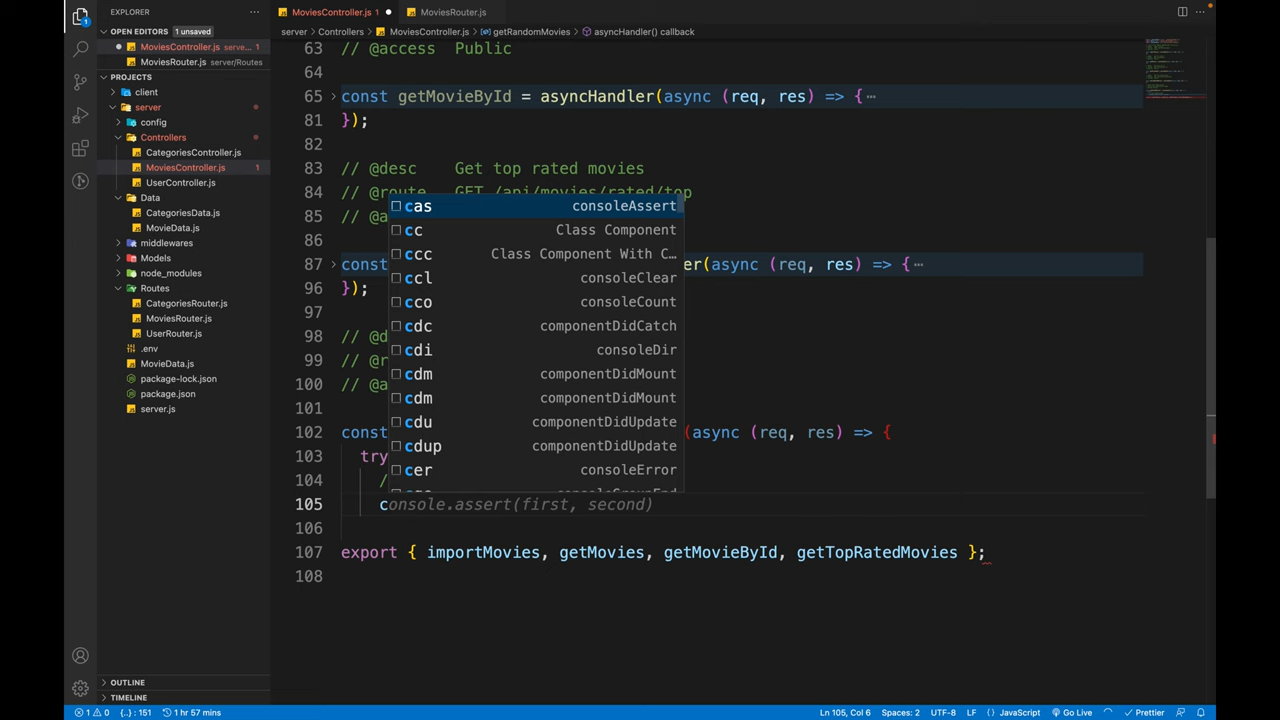 EXPLORER
MoviesController.js 1
MoviesRouter.js
OPEN EDITORS 1 unsaved
server > Controllers > MoviesController.js > getRandomMovies > asyncHandler() callback
MoviesController.js serve... 1
MoviesRouter.js server/Routes
PROJECTS
client
server
config
Controllers
CategoriesController.js
MoviesController.js 1
UserController.js
Data
CategoriesData.js
MovieData.js
middlewares
Models
node_modules
Routes
CategoriesRouter.js
MoviesRouter.js
UserRouter.js
.env
MovieData.js
package-lock.json
package.json
server.js
OUTLINE
TIMELINE
63 // @access Public
64
65 const getMovieById = asyncHandler(async (req, res) => {
81 });
82
83 // @desc Get top rated movies
84 // @route GET /api/movies/rated/top
85 // @a
86
87 const er(async (req, res) => {
96 });
97
98 // @d
99 // @r
100 // @a
101
102 const (async (req, res) => {
103 try
104 /
105 console.assert(first, second)
106
107 export { importMovies, getMovies, getMovieById, getTopRatedMovies };
108
cas consoleAssert
cc Class Component
ccc Class Component With C...
ccl consoleClear
cco consoleCount
cdc componentDidCatch
cdi consoleDir
cdm componentDidMount
cdm componentDidMount
cdu componentDidUpdate
cdup componentDidUpdate
cer consoleError
1 0 {..} : 151 1 hr 57 mins Ln 105, Col 6 Spaces: 2 UTF-8 LF {} JavaScript Go Live Prettier